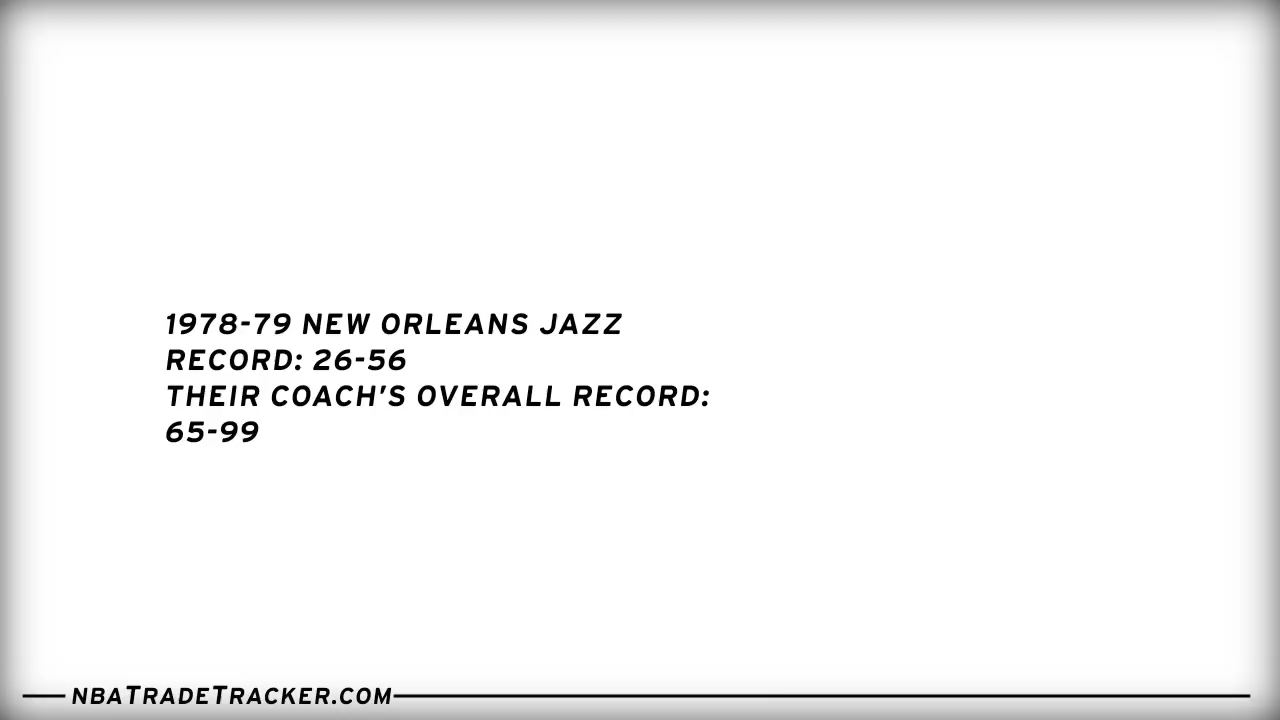 1978-79 NEW ORLEANS JAZZ
RECORD: 26-56
THEIR COACH'S OVERALL RECORD:
65-99
NBATRADETRACKER.COM